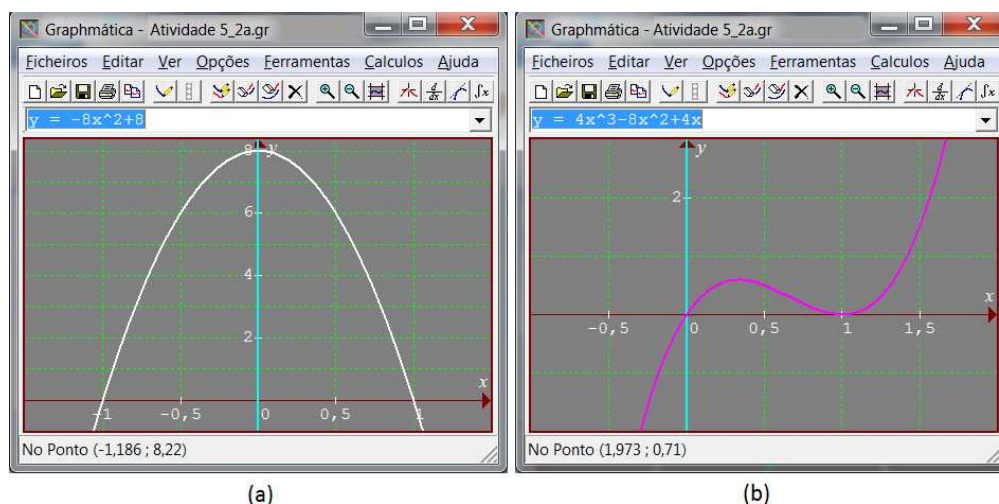 Graphmática - Atividade 5_2a.gr
Ficheiros Editar Ver Opções Ferramentas Calculos Ajuda
y = -8x^2+8
8 y
6
4
2
x
-1 -0,5 0 0,5 1
No Ponto (-1,186 ; 8,22)
(a)
Graphmática - Atividade 5_2a.gr
Ficheiros Editar Ver Opções Ferramentas Calculos Ajuda
y = 4x^3-8x^2+4x
y
2
x
-0,5 0 0,5 1 1,5
No Ponto (1,973 ; 0,71)
(b)